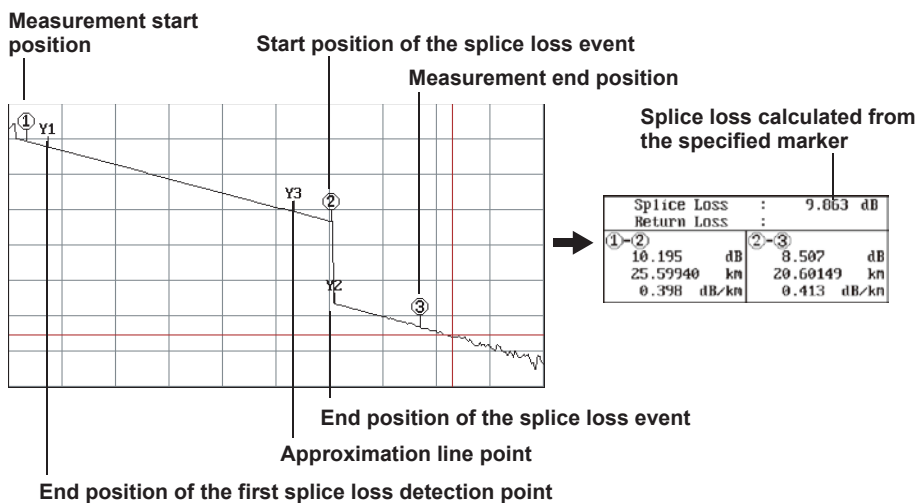 Measurement start
position
Start position of the splice loss event
Measurement end position
Splice loss calculated from
the specified marker
① Y1
Y3
②
Y2
③
Splice Loss : 9.863 dB
Return Loss :
①-② ②-③
10.195 dB 8.507 dB
25.59940 km 20.60149 km
0.398 dB/km 0.413 dB/km
End position of the splice loss event
Approximation line point
End position of the first splice loss detection point